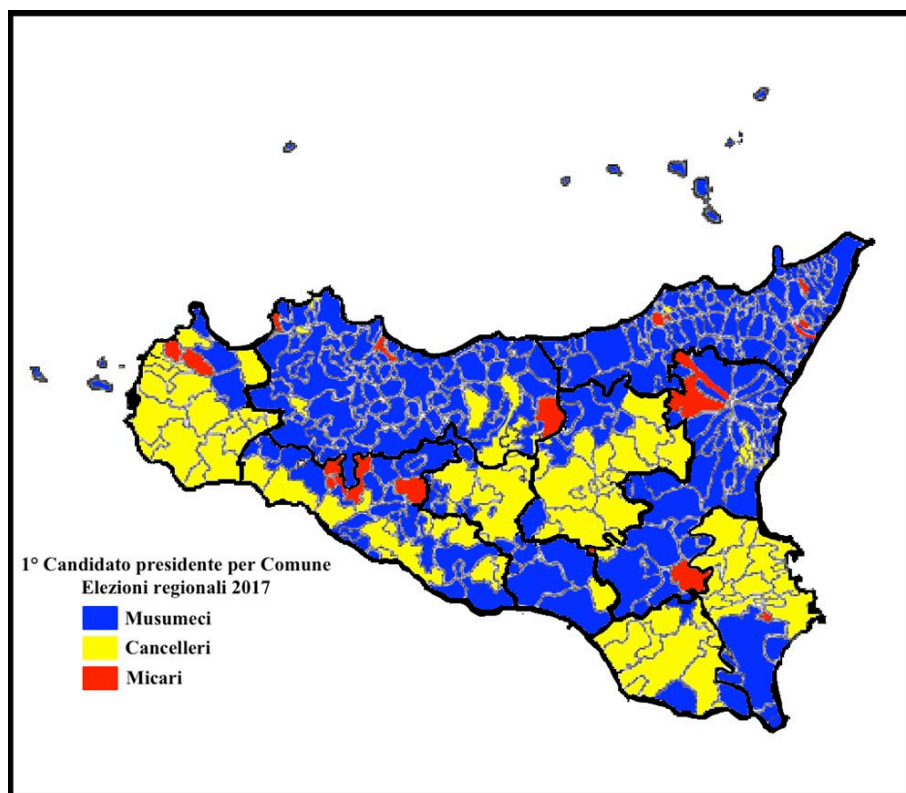 1° Candidato presidente per Comune
Elezioni regionali 2017
Musumeci
Cancelleri
Micari